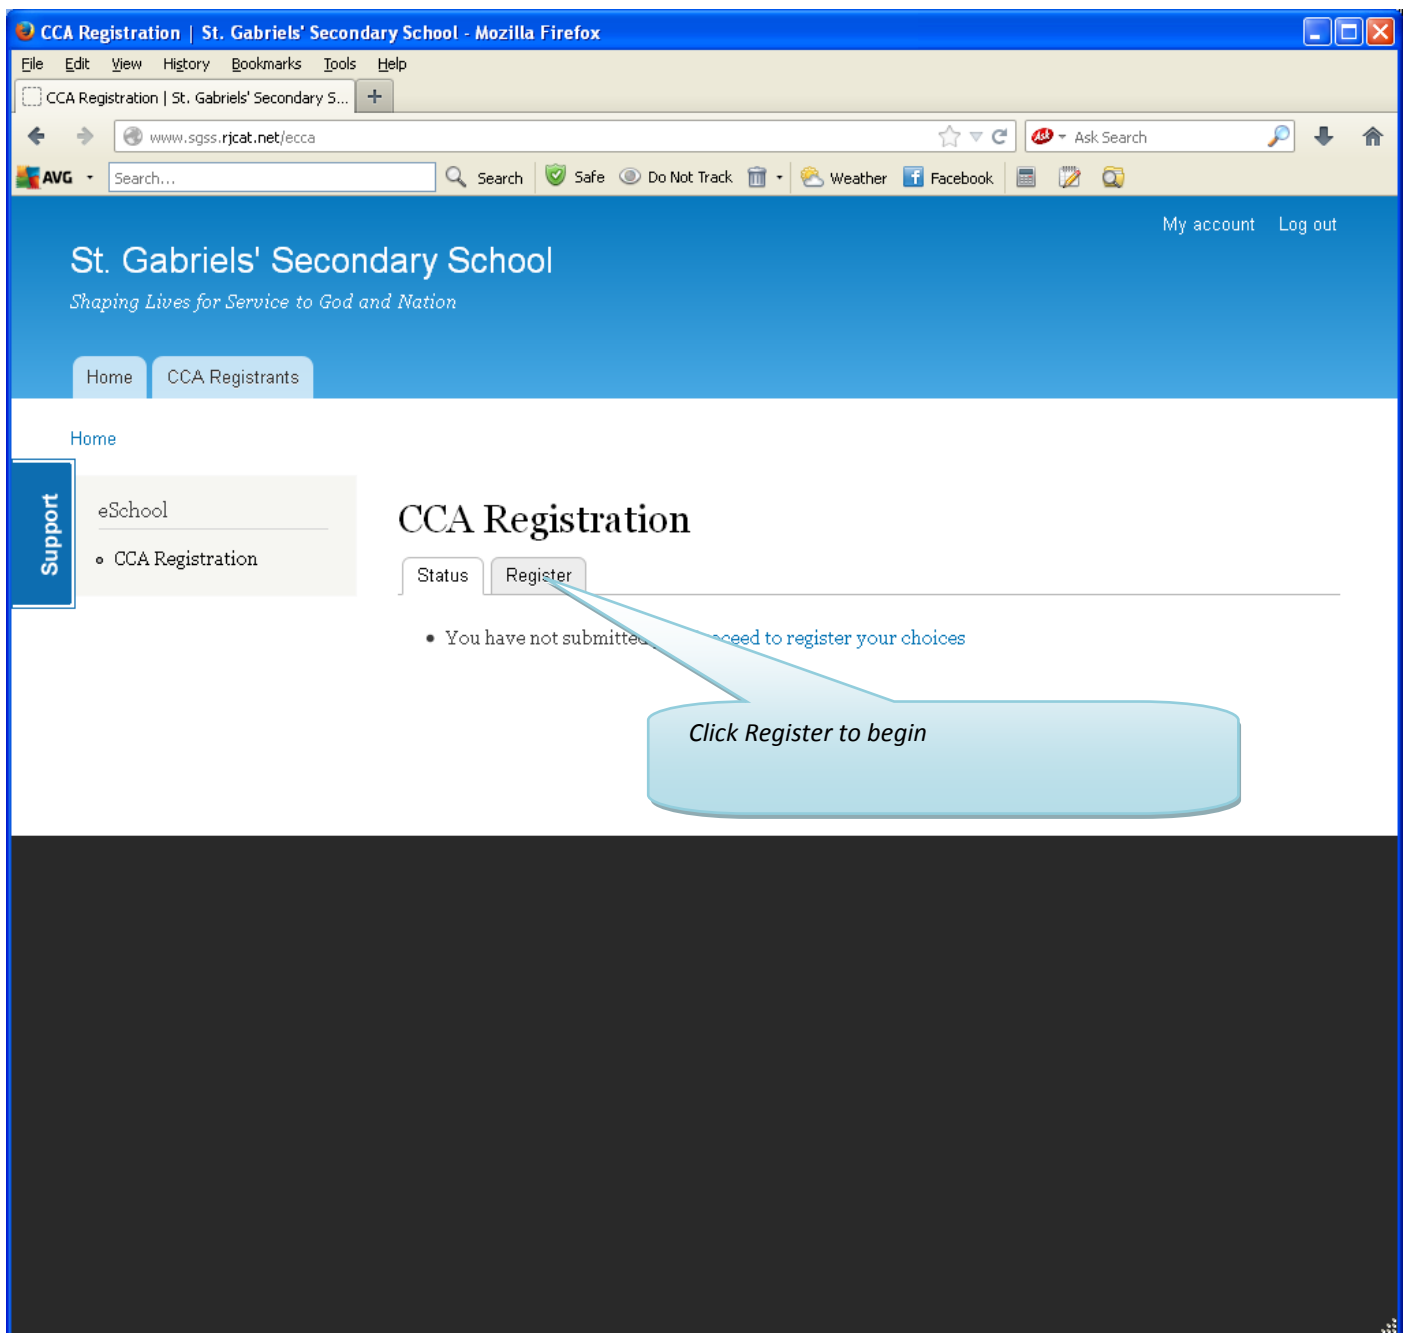 CCA Registration | St. Gabriels' Secondary School - Mozilla Firefox
File Edit View History Bookmarks Tools Help
CCA Registration | St. Gabriels' Secondary S... +
www.sgss.rjcat.net/ecca Ask Ask Search
AVG Search... Search Safe Do Not Track Weather Facebook
My account Log out
St. Gabriels' Secondary School
Shaping Lives for Service to God and Nation
Home CCA Registrants
Home
Support
eSchool
CCA Registration
CCA Registration
Status Register
• You have not submitted to register your choices
Click Register to begin